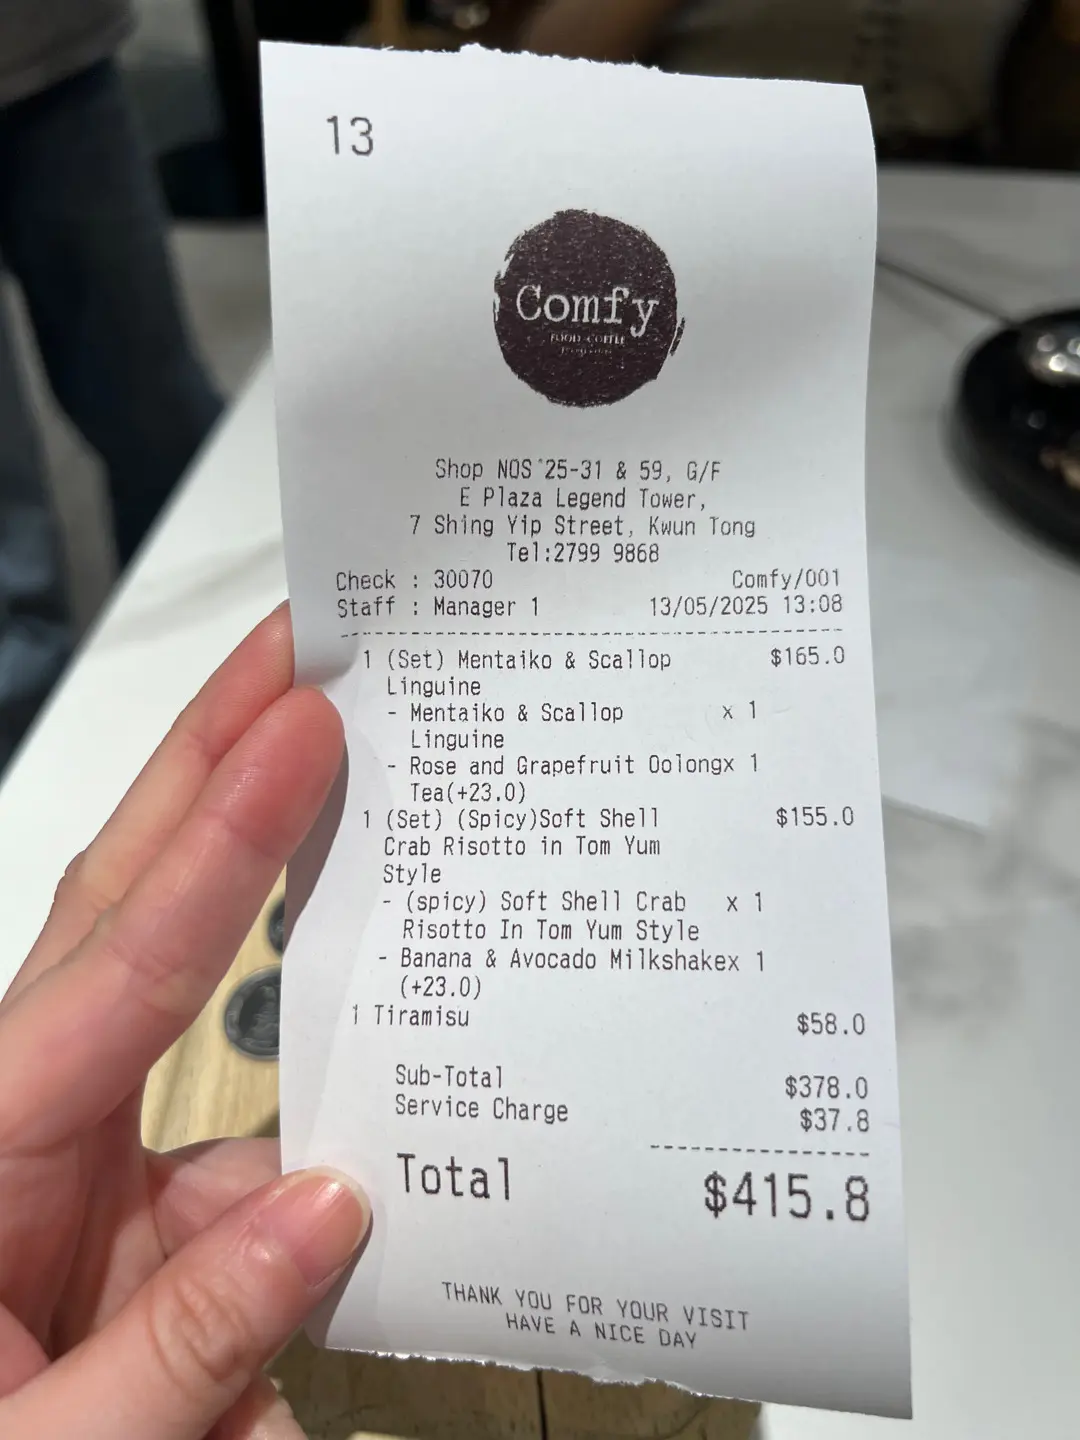 13
Comfy
FOOD COFFEE
Shop NOS 25-31 & 59, G/F
E Plaza Legend Tower,
7 Shing Yip Street, Kwun Tong
Tel:2799 9868
Check : 30070 Comfy/001
Staff : Manager 1 13/05/2025 13:08
1 (Set) Mentaiko & Scallop $165.0
Linguine
- Mentaiko & Scallop x 1
Linguine
- Rose and Grapefruit Oolongx 1
Tea(+23.0)
1 (Set) (Spicy)Soft Shell $155.0
Crab Risotto in Tom Yum
Style
- (spicy) Soft Shell Crab x 1
Risotto In Tom Yum Style
- Banana & Avocado Milkshakex 1
(+23.0)
1 Tiramisu $58.0
Sub-Total $378.0
Service Charge $37.8
Total $415.8
THANK YOU FOR YOUR VISIT
HAVE A NICE DAY